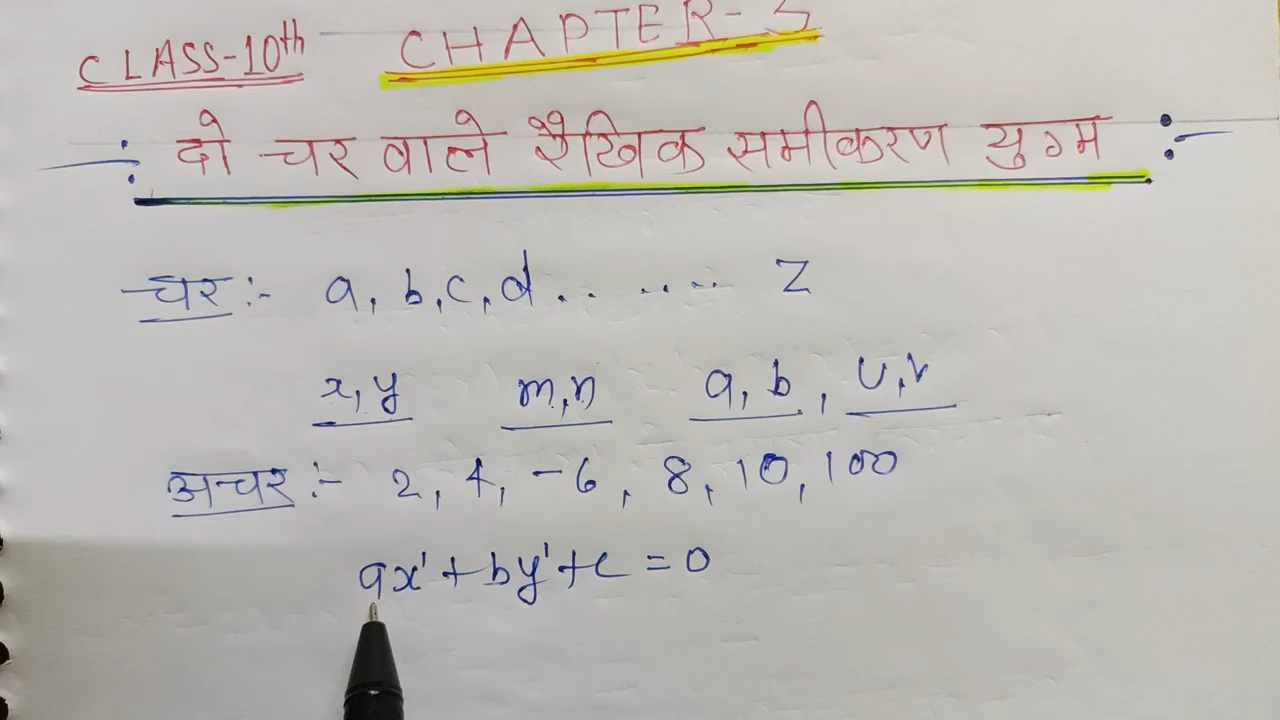 CLASS-10th CHAPTER-3
:दो चर वाले रैखिक समीकरण युग्म:-
चर :- a, b, c, d.. .... z
x, y m, n a, b, u, v
अचर :- 2, 4, -6, 8, 10, 100
ax¹ + by¹ + c = 0